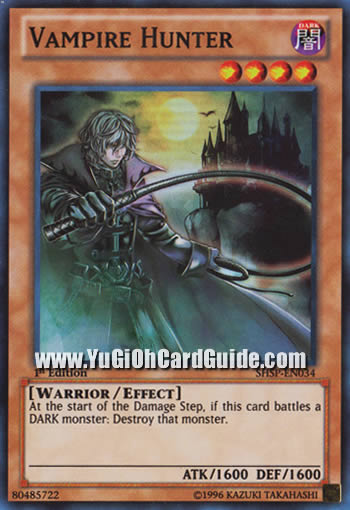 VAMPIRE HUNTER
DARK
闇
www.YuGiOhCardGuide.com
1st Edition
SHSP-EN034
[WARRIOR/EFFECT]
At the start of the Damage Step, if this card battles a
DARK monster: Destroy that monster.
ATK/1600 DEF/1600
80485722
©1996 KAZUKI TAKAHASHI